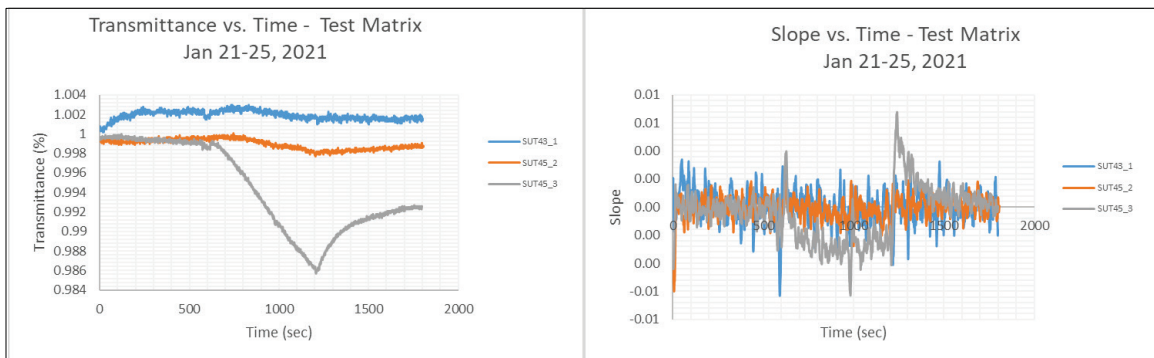 Transmittance vs. Time - Test Matrix
Jan 21-25, 2021
1.004
1.002
1
0.998
0.996
0.994
0.992
0.99
0.988
0.986
0.984
Transmittance (%)
0
500
1000
1500
2000
Time (sec)
SUT43_1
SUT45_2
SUT45_3
Slope vs. Time - Test Matrix
Jan 21-25, 2021
0.01
0.01
0.00
0.00
0.00
0.00
0.00
-0.01
-0.01
Slope
0
500
1000
1500
2000
Time (sec)
SUT43_1
SUT45_2
SUT45_3